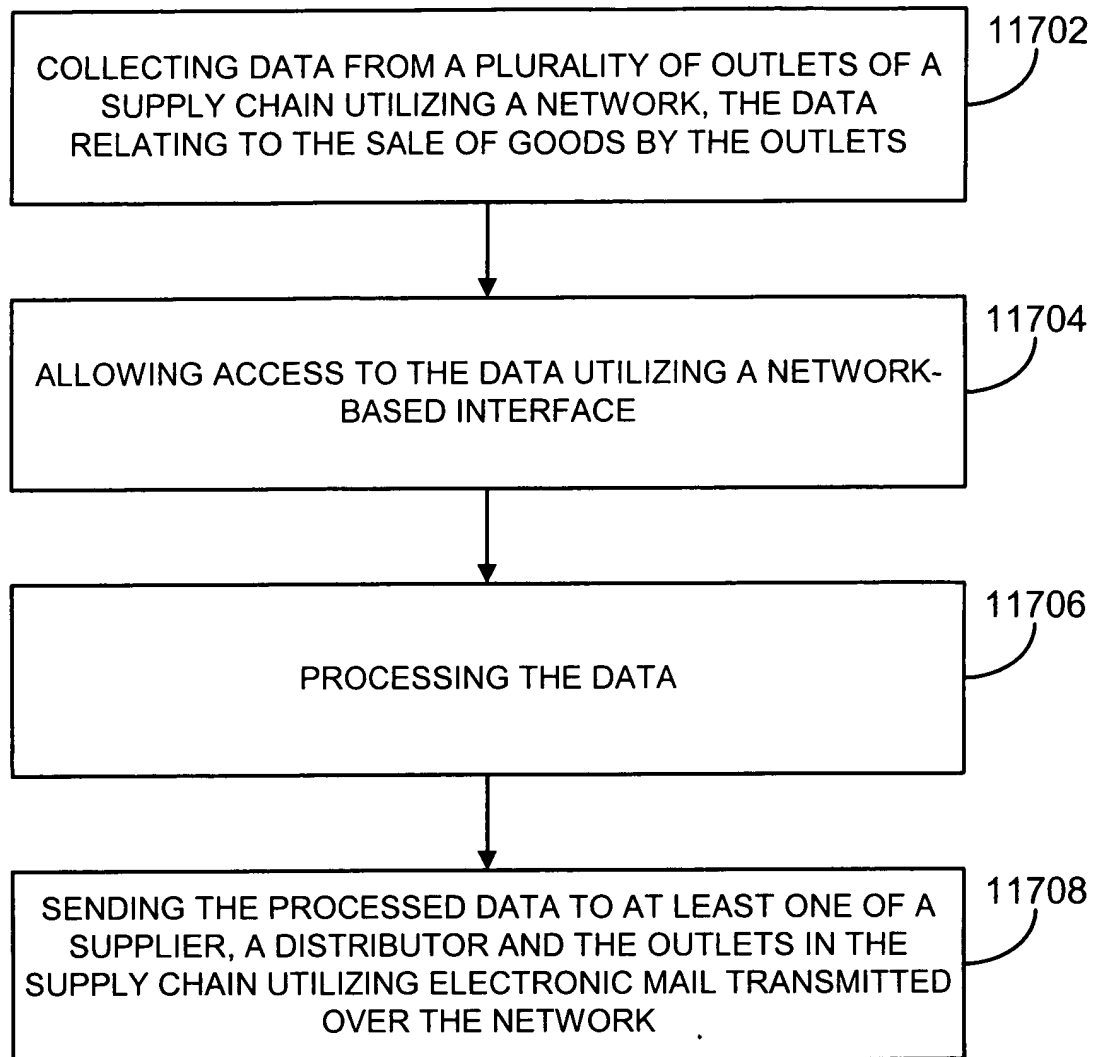 11702
COLLECTING DATA FROM A PLURALITY OF OUTLETS OF A
SUPPLY CHAIN UTILIZING A NETWORK, THE DATA
RELATING TO THE SALE OF GOODS BY THE OUTLETS
11704
ALLOWING ACCESS TO THE DATA UTILIZING A NETWORK-
BASED INTERFACE
11706
PROCESSING THE DATA
11708
SENDING THE PROCESSED DATA TO AT LEAST ONE OF A
SUPPLIER, A DISTRIBUTOR AND THE OUTLETS IN THE
SUPPLY CHAIN UTILIZING ELECTRONIC MAIL TRANSMITTED
OVER THE NETWORK